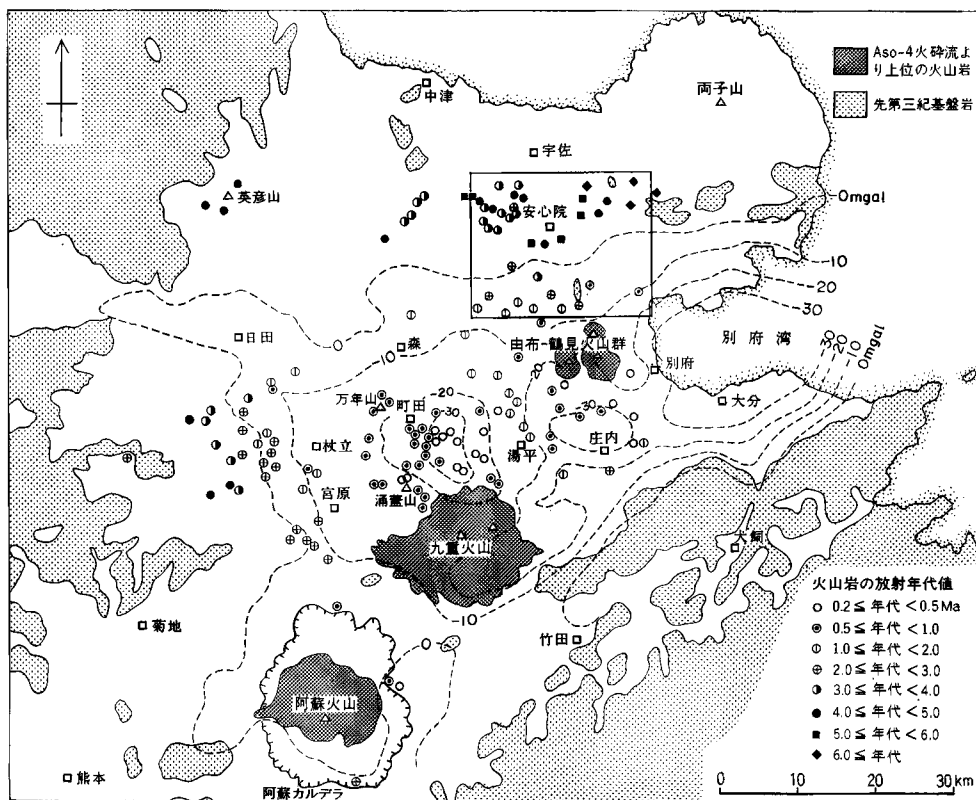 Aso-4火砕流よ
り上位の火山岩
先第三紀基盤岩
両子山
中津
宇佐
英彦山
安心院
0mgal
10
20
30
日田
森
0
由布-鶴見火山群
別府湾
別府
30
20
10
0mgal
大分
万年山
町田
-20
-30
-30
庄内
湯平
杖立
宮原
涌蓋山
九重火山
犬飼
-10
菊地
竹田
0
阿蘇火山
熊本
阿蘇カルデラ
火山岩の放射年代値
0.2≦年代<0.5Ma
0.5≦年代<1.0
1.0≦年代<2.0
2.0≦年代<3.0
3.0≦年代<4.0
4.0≦年代<5.0
5.0≦年代<6.0
6.0≦年代
0 10 20 30km